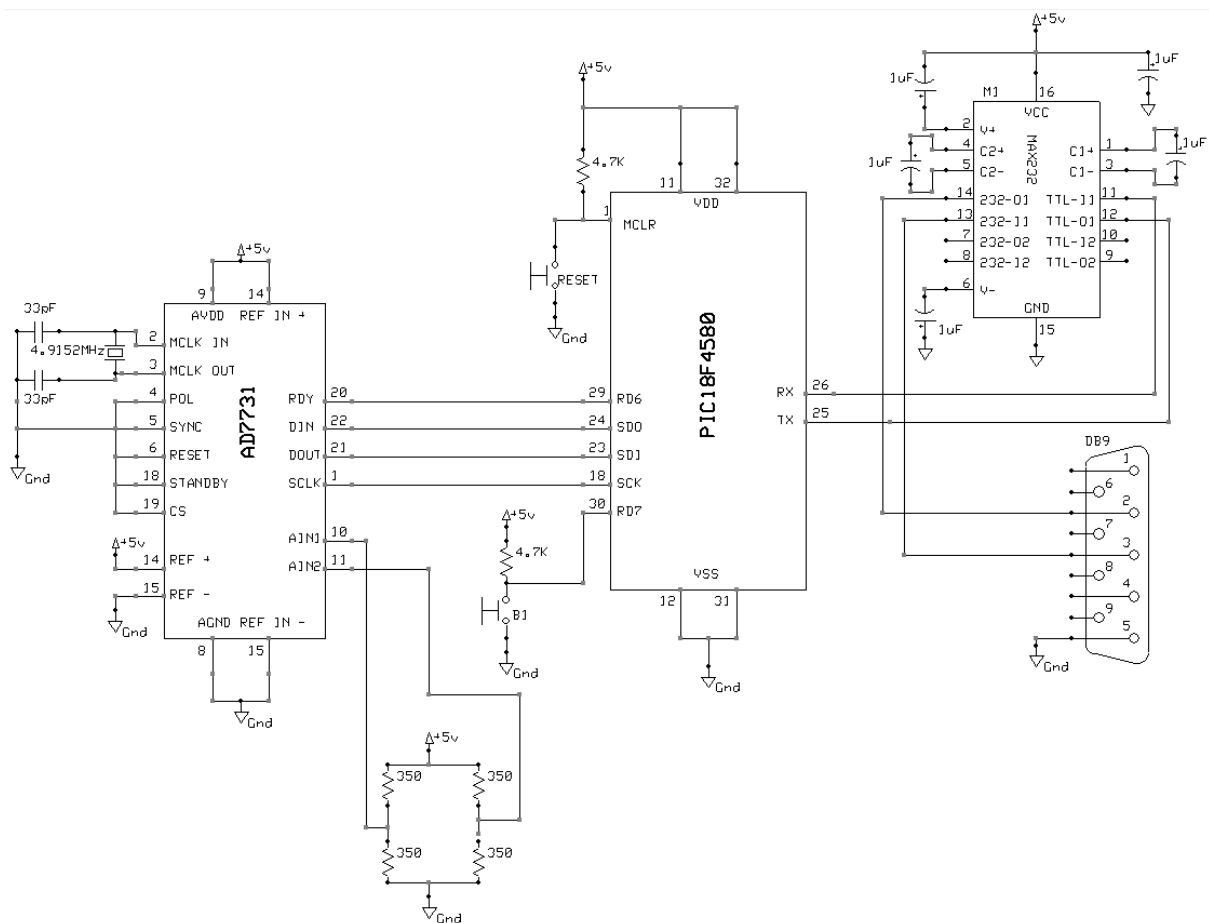 +5v
1uF
1uF
M1
16
VCC
2
V+
4
C2+
5
C2-
1uF
MAX232
C1+
1
C1-
3
1uF
14
232-O1
TTL-I1
11
13
232-I1
TTL-O1
12
7
232-O2
TTL-I2
10
8
232-I2
TTL-O2
9
6
V-
1uF
GND
15
+5v
4.7K
11
32
VDD
1
MCLR
RESET
Gnd
PIC18F4580
29
RD6
24
SDO
23
SDI
18
SCK
30
RD7
RX
26
TX
25
VSS
12
31
Gnd
+5v
4.7K
B1
Gnd
+5v
9
14
AVDD
REF IN +
33pF
4.9152MHz
33pF
Gnd
2
MCLK IN
3
MCLK OUT
4
POL
5
SYNC
6
RESET
18
STANDBY
19
CS
AD7731
RDY
20
DIN
22
DOUT
21
SCLK
1
AIN1
10
AIN2
11
+5v
14
REF +
15
REF -
Gnd
AGND
REF IN -
8
15
Gnd
+5v
350
350
350
350
Gnd
DB9
1
6
2
7
3
8
4
9
5
Gnd